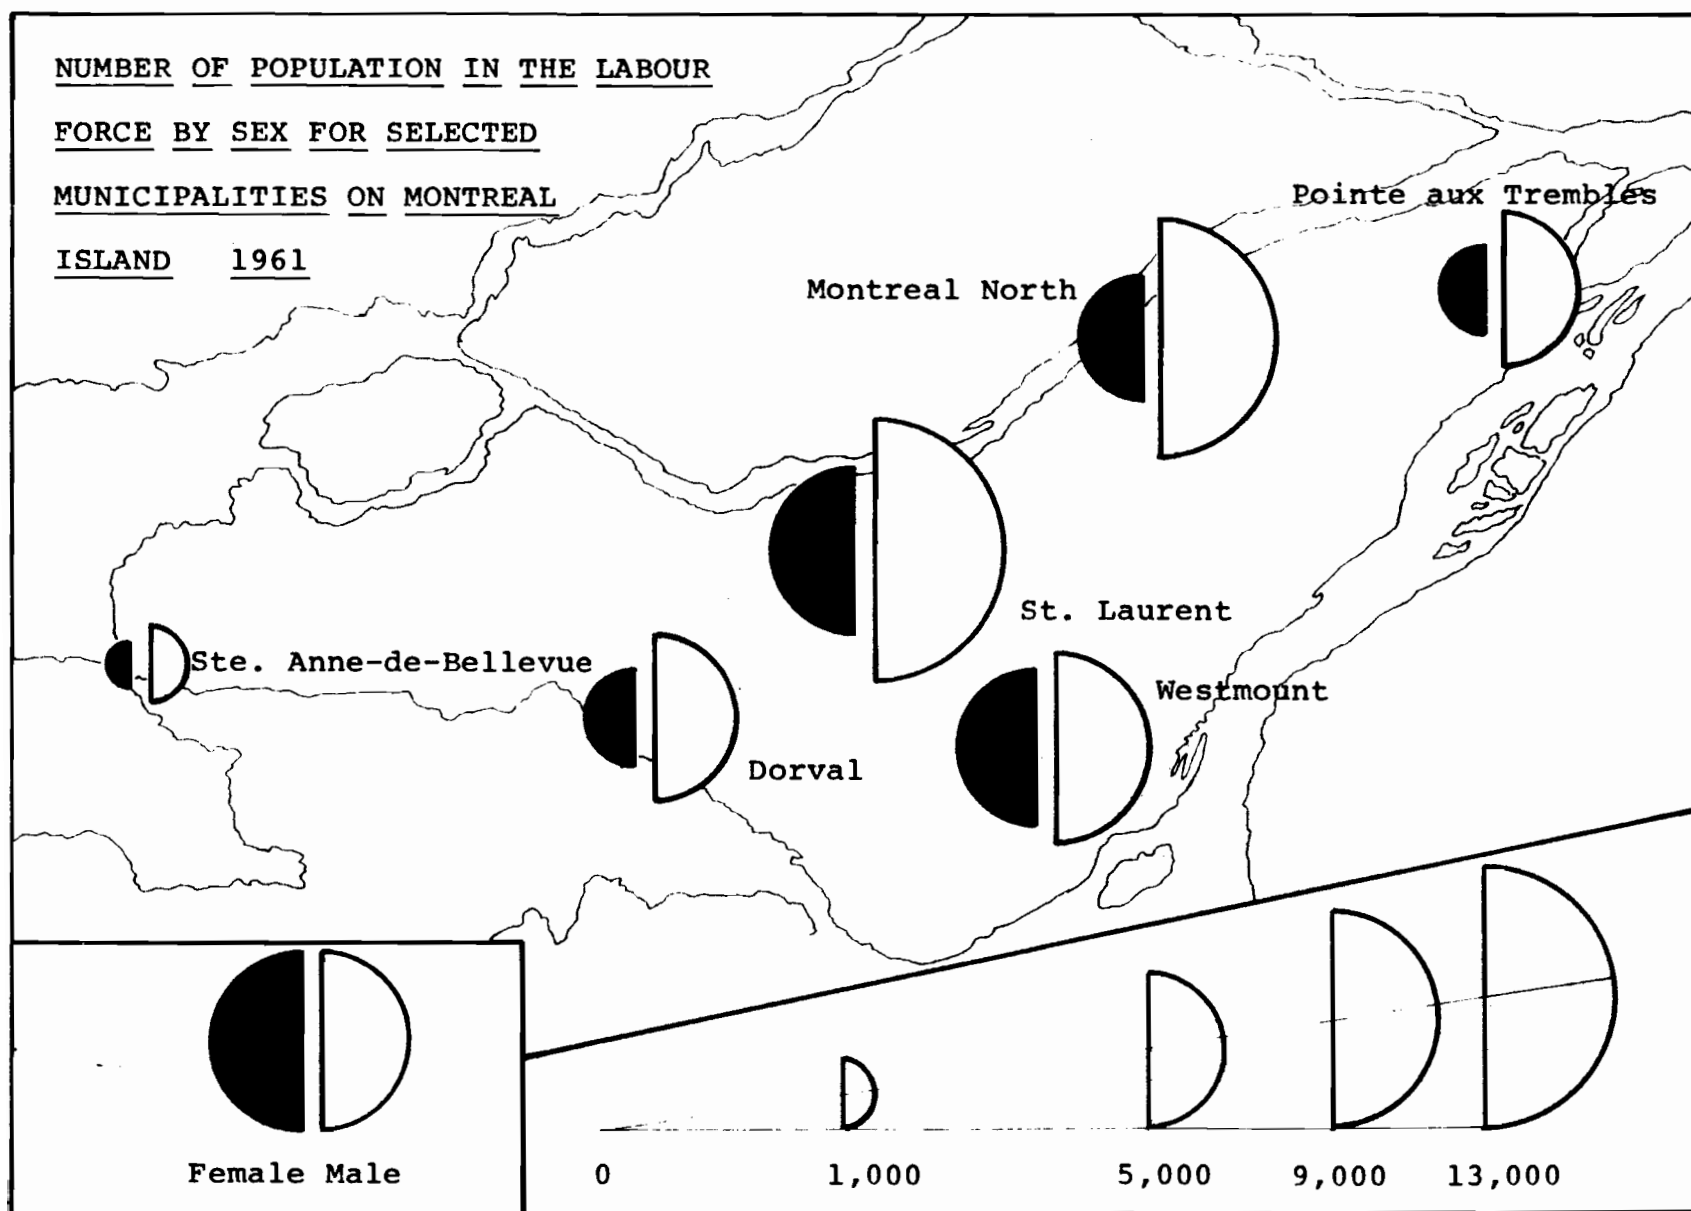 NUMBER OF POPULATION IN THE LABOUR
FORCE BY SEX FOR SELECTED
MUNICIPALITIES ON MONTREAL
ISLAND 1961
Pointe aux Trembles
Montreal North
St. Laurent
Ste. Anne-de-Bellevue
Westmount
Dorval
Female Male
0 1,000 5,000 9,000 13,000